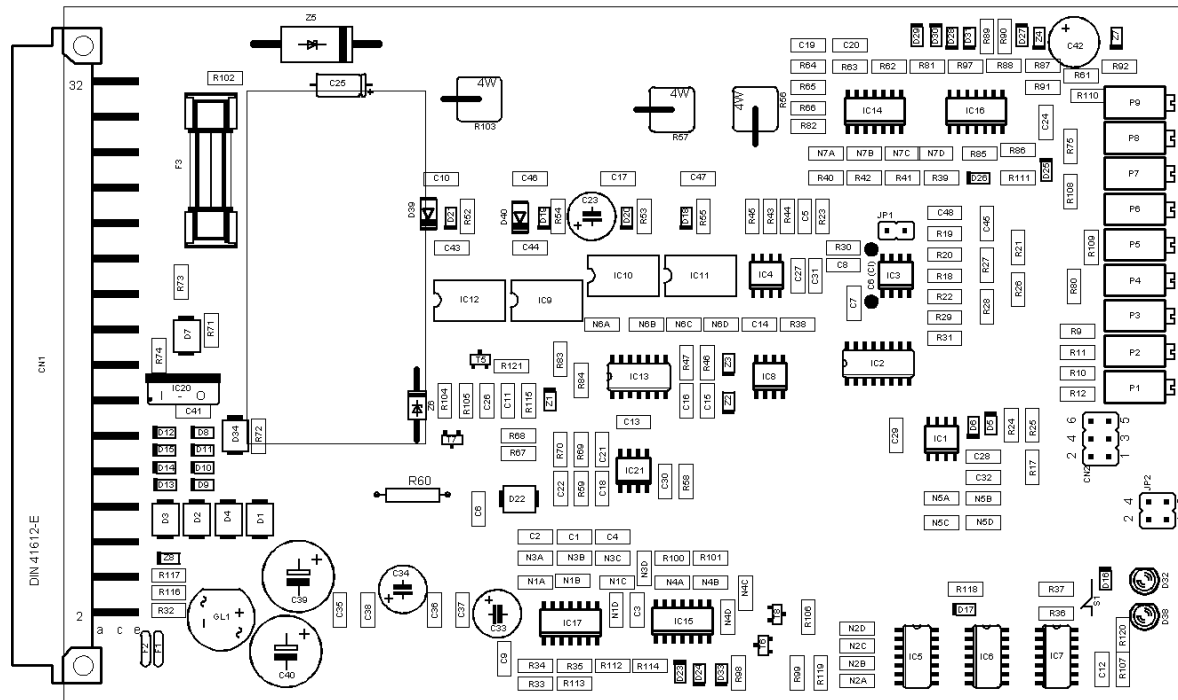 Z5
D29 D30 D28 D31 R89 R90 D27 Z4 Z7
C42
C19 C20
32 R102 C25 4W 4W 4W R56
R64 R63 R62 R81 R97 R88 R87 R61 R92
R65 R91 R110
R66 IC14 IC16 P9
R103 R57 R82 C24
F3 R75 P8
N7A N7B N7C N7D R85 R86
C10 C46 C17 C47 R40 R42 R41 R39 D26 R111 D25 P7
R108
D39 D21 R52 D40 D19 R54 C23 D20 R53 D18 R55 R45 R43 R44 C5 R23 JP1 C48 C45 P6
R19
C43 C44 R30 C6 (CI) R20 R21 R109 P5
R73 IC10 IC11 IC4 C27 C31 C8 IC3 R18 R27 R26 R80 P4
IC12 IC9 C7 R22 R28
R71 R29 P3
D7 N6A N6B N6C N6D C14 R38 R31 R9
CN1 R74 T5 R121 R83 R84 R47 R46 Z3 IC2 R11 P2
IC20 IC13 IC8 R10
I - O Z6 R104 R105 C26 C11 R115 Z1 C16 C15 Z2 R12 P1
C41
D12 D8 D34 R72 T7 R68 C13 C29 IC1 D6 D5 R24 R25 6 5
D15 D11 R67 R70 R69 C21 C28 4 3
D14 D10 IC21 C32 R17 2 1
D13 D9 R60 C22 R59 C18 C30 R58 CN2 JP2
D22 N5A N5B 4
D3 D2 D4 D1 C6 N5C N5D 2
DIN 41612-E
C2 C1 C4
Z8 N3A N3B N3C N3D R100 R101
R117 C34 N1A N1B N1C N4A N4B N4C R118 R37 D16 D32
R116 C39
R32 C35 C38 C36 C37 N1D C3 T8 R106 D17 R36 S1 D38
2 GL1 C33 IC17 IC15 N4D
a c e N2D R120
F2 F1 T6 N2C IC5 IC6 IC7
C40 C9 R34 R35 R112 R114 D23 D24 D33 R98 R99 R119 N2B C12 R107
R33 R113 N2A